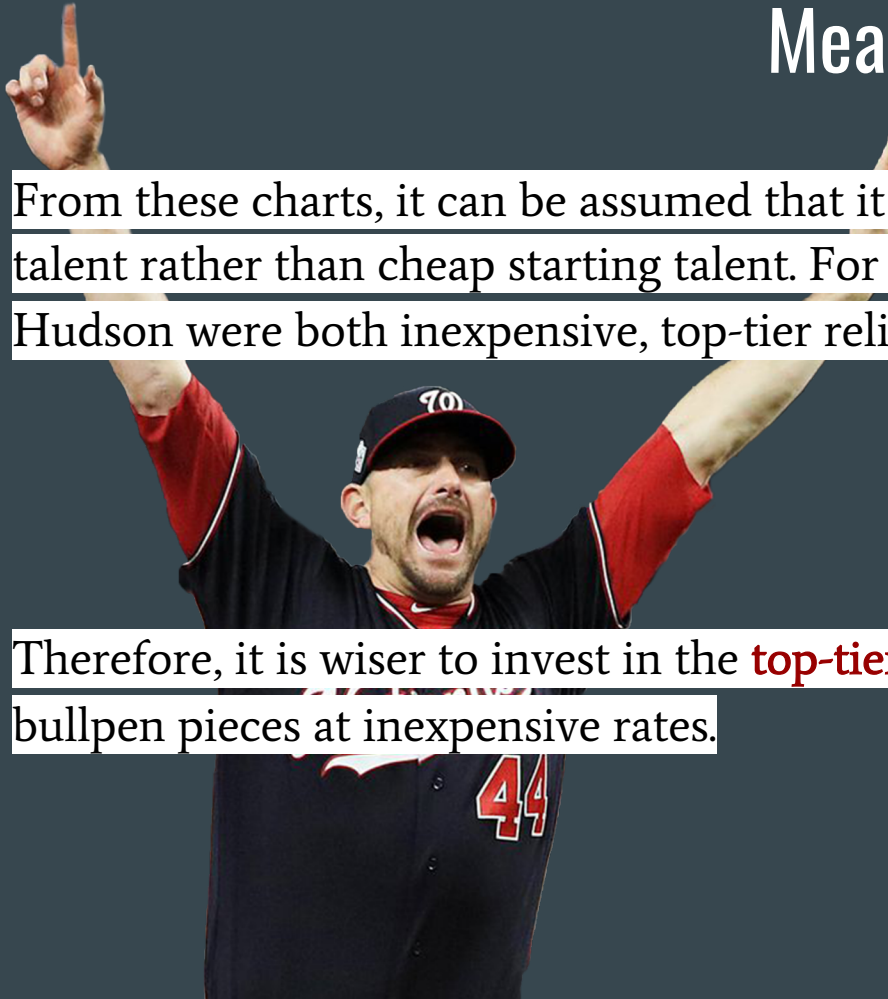 Mea
From these charts, it can be assumed that it
talent rather than cheap starting talent. For
Hudson were both inexpensive, top-tier reli
Therefore, it is wiser to invest in the top-tier
bullpen pieces at inexpensive rates.
W
44